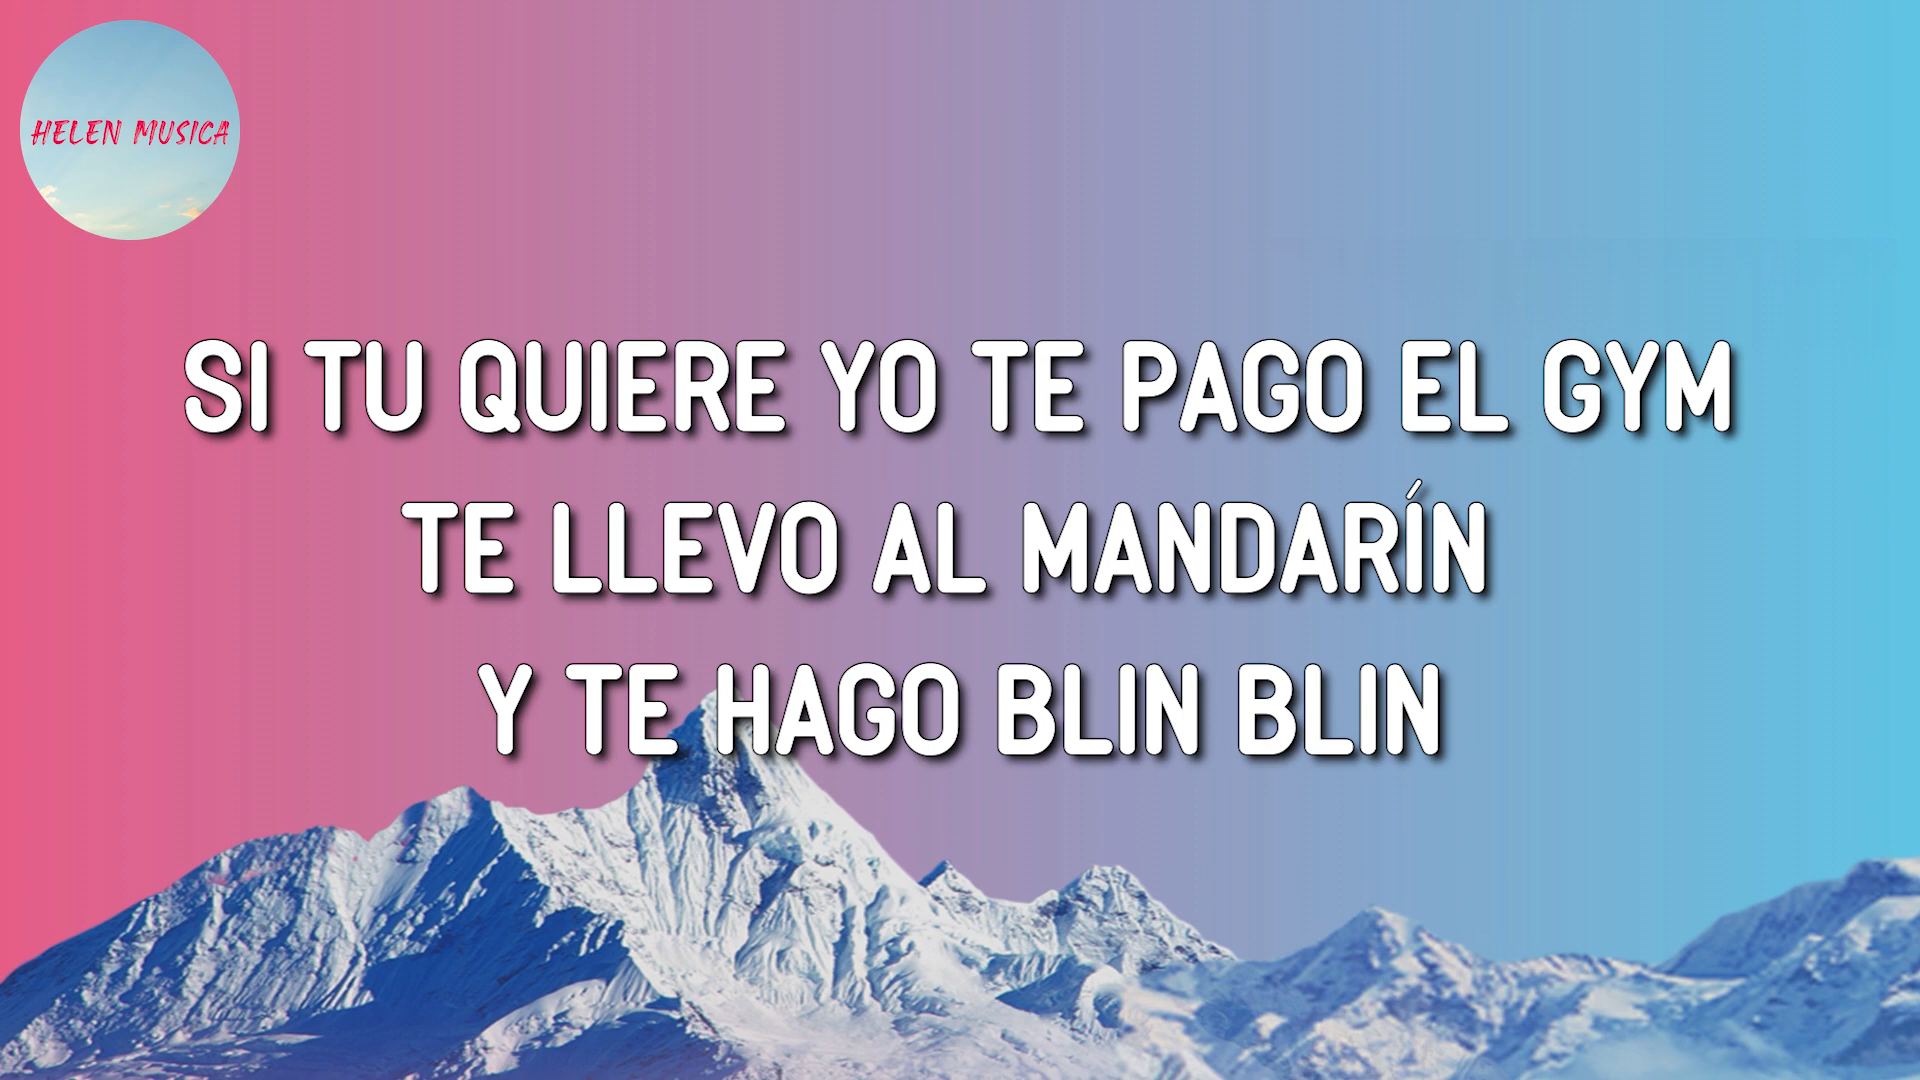 HELEN MUSICA
SI TU QUIERE YO TE PAGO EL GYM
TE LLEVO AL MANDARÍN
Y TE HAGO BLIN BLIN